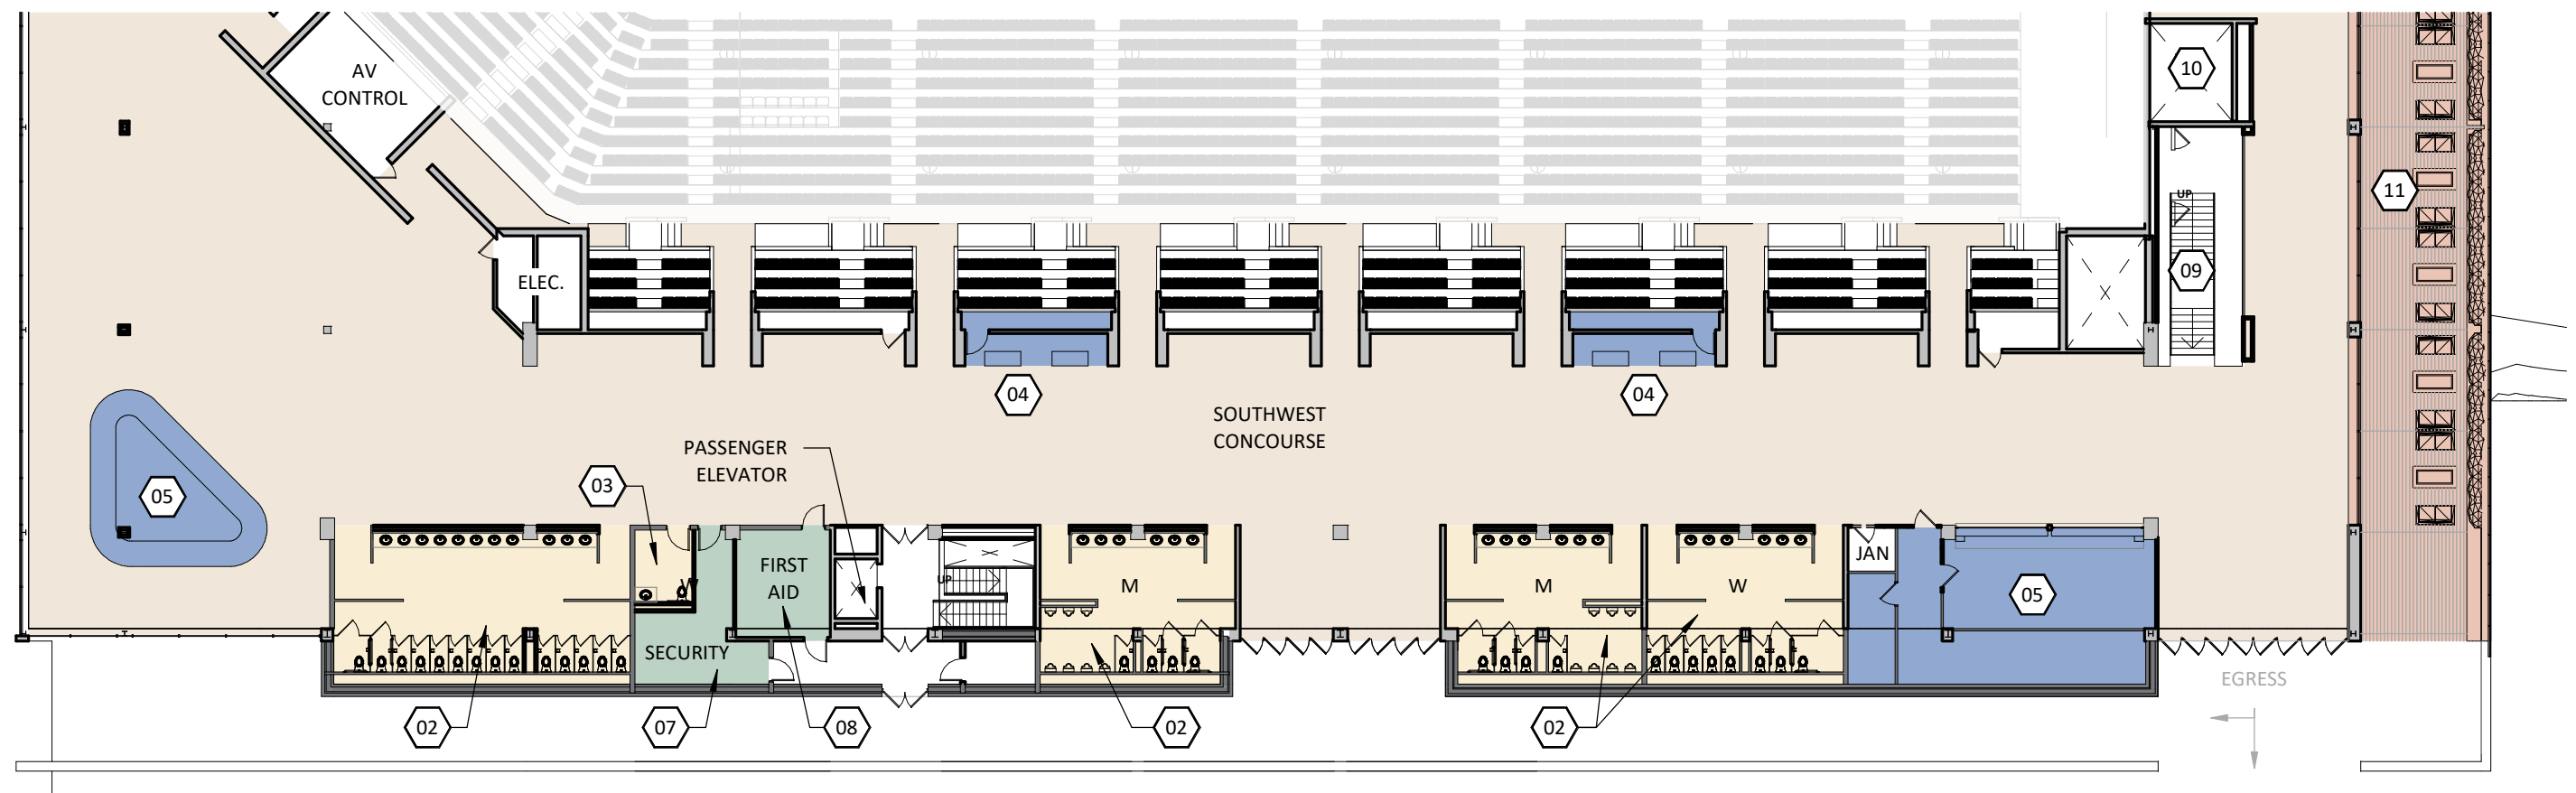 AV
CONTROL
10
11
UP
09
ELEC.
04
04
SOUTHWEST
CONCOURSE
PASSENGER
ELEVATOR
03
05
W
FIRST
AID
UP
M
M
W
JAN
05
SECURITY
EGRESS
02
07
08
02
02